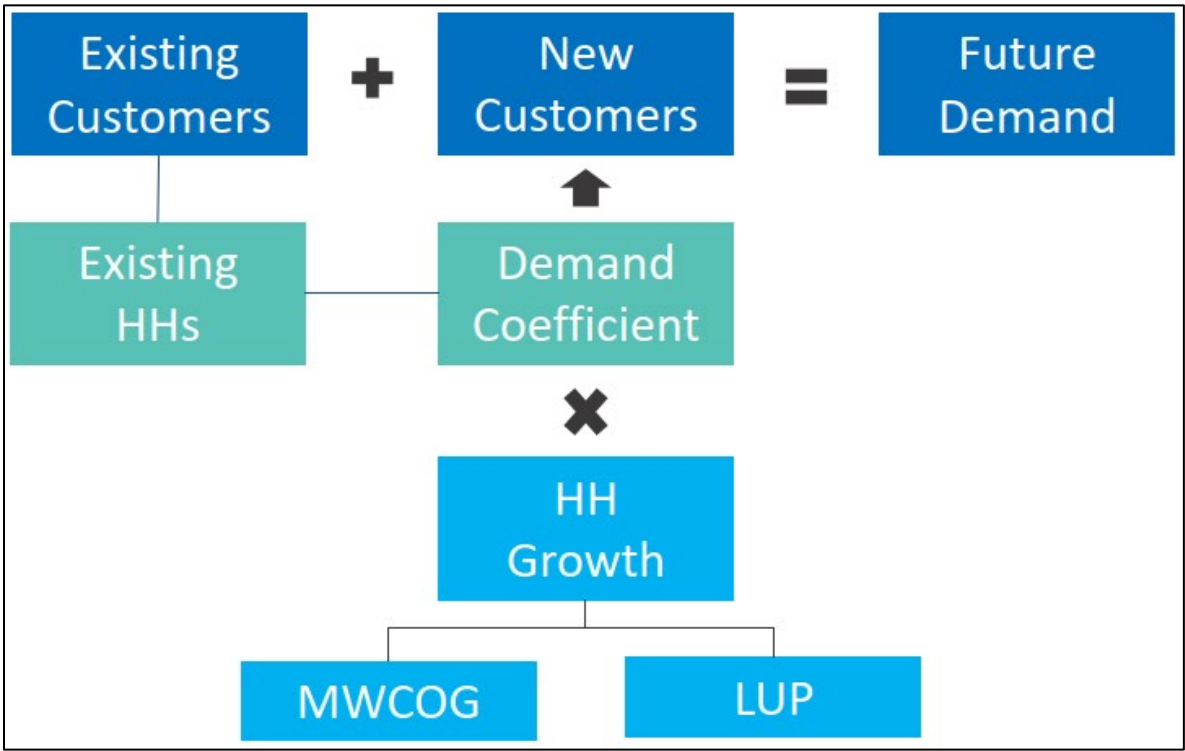 Existing
Customers
+
New
Customers
=
Future
Demand
Existing
HHs
Demand
Coefficient
×
HH
Growth
MWCOG
LUP